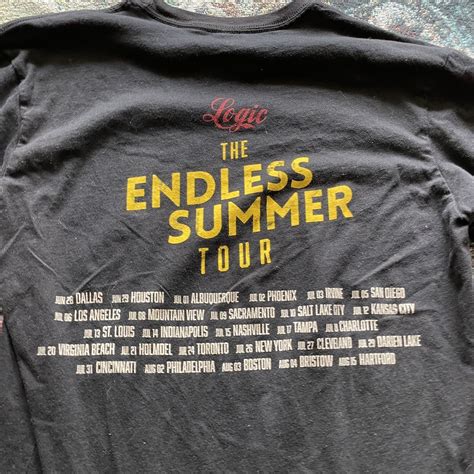 Logic
THE
ENDLESS
SUMMER
TOUR
JUN 28 DALLAS JUN 29 HOUSTON JUL 01 ALBUQUERQUE JUL 02 PHOENIX JUL 03 IRVINE JUL 05 SAN DIEGO
JUL 06 LOS ANGELES JUL 08 MOUNTAIN VIEW JUL 09 SACRAMENTO JUL 10 SALT LAKE CITY JUL 12 KANSAS CITY
JUL 13 ST. LOUIS JUL 14 INDIANAPOLIS JUL 15 NASHVILLE JUL 17 TAMPA JUL 18 CHARLOTTE
JUL 20 VIRGINIA BEACH JUL 21 HOLMDEL JUL 24 TORONTO JUL 26 NEW YORK JUL 27 CLEVELAND JUL 29 DARIEN LAKE
JUL 31 CINCINNATI AUG 02 PHILADELPHIA AUG 03 BOSTON AUG 04 BRISTOW AUG 15 HARTFORD